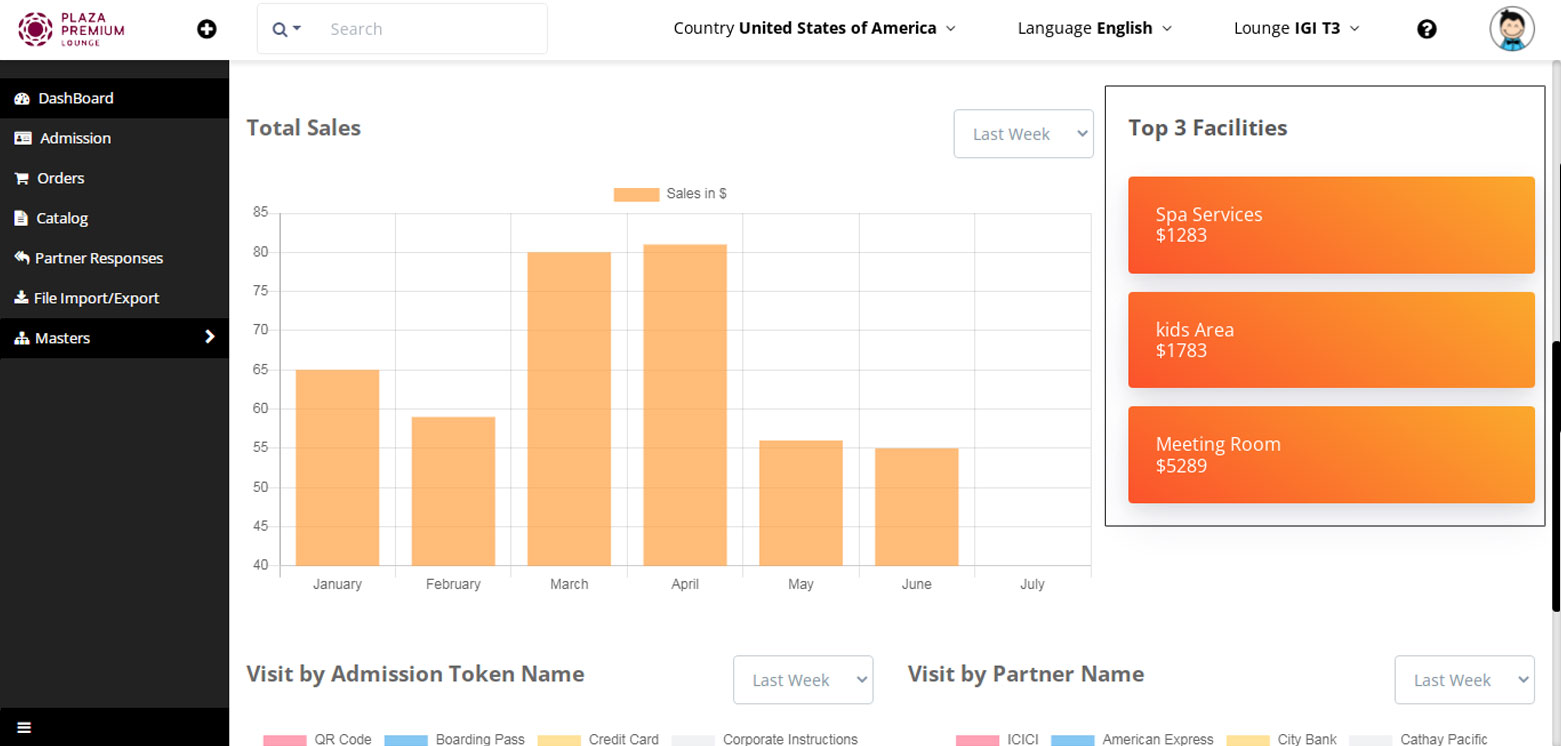 PLAZA
PREMIUM
LOUNGE
Search
Country United States of America
Language English
Lounge IGI T3
DashBoard
Admission
Orders
Catalog
Partner Responses
File Import/Export
Masters
Total Sales
Last Week
Sales in $
85
80
75
70
65
60
55
50
45
40
January February March April May June July
Top 3 Facilities
Spa Services
$1283
kids Area
$1783
Meeting Room
$5289
Visit by Admission Token Name
Last Week
QR Code Boarding Pass Credit Card Corporate Instructions
Visit by Partner Name
Last Week
ICICI American Express City Bank Cathay Pacific